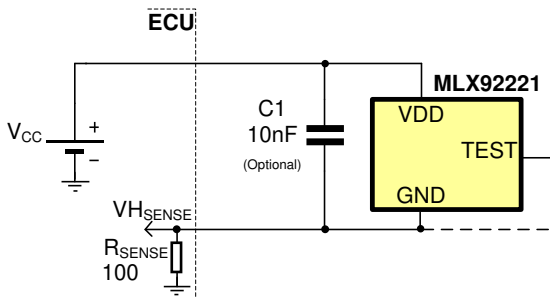 ECU
MLX92221
C1
10nF
(Optional)
VDD
TEST
GND
VCC
+
−
VHSENSE
RSENSE
100